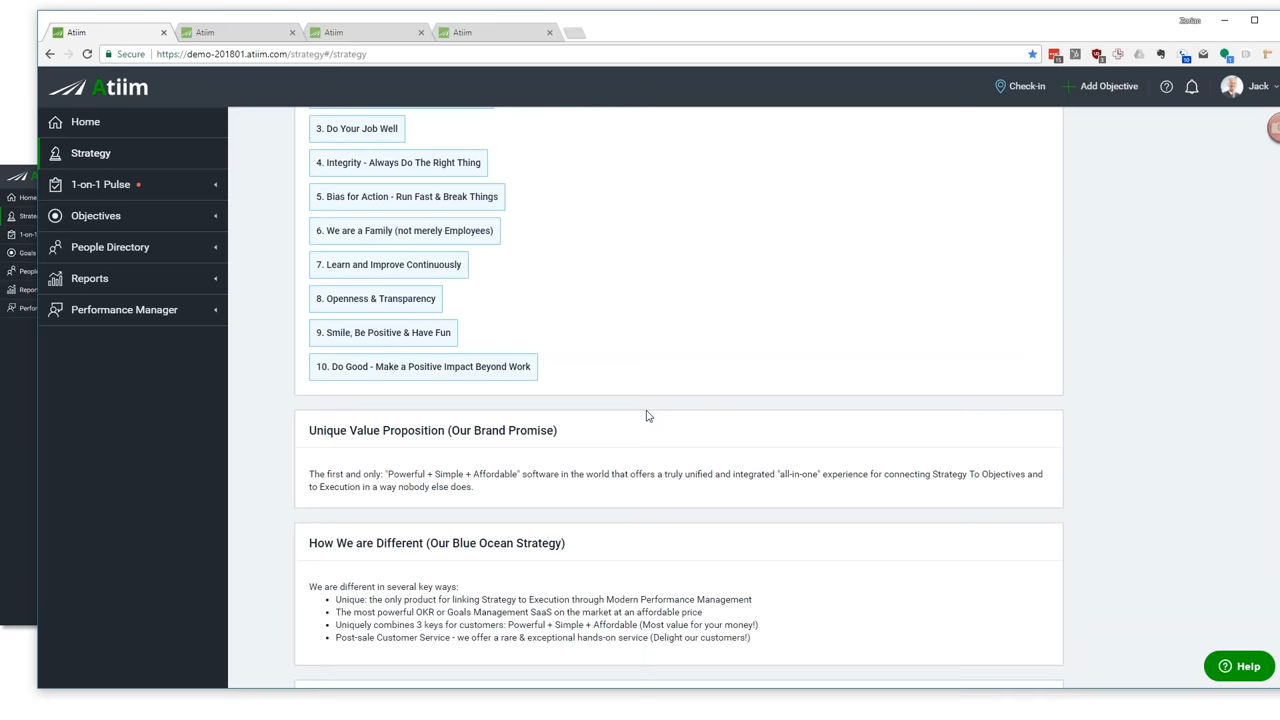 Atiim
Atiim
Atiim
Atiim
Zorian
Secure
https://demo-201801.atiim.com/strategy#/strategy
Atiim
Check-in
Add Objective
Jack
Home
Strategy
1-on-1 Pulse
Objectives
People Directory
Reports
Performance Manager
3. Do Your Job Well
4. Integrity - Always Do The Right Thing
5. Bias for Action - Run Fast & Break Things
6. We are a Family (not merely Employees)
7. Learn and Improve Continuously
8. Openness & Transparency
9. Smile, Be Positive & Have Fun
10. Do Good - Make a Positive Impact Beyond Work
Unique Value Proposition (Our Brand Promise)
The first and only: "Powerful + Simple + Affordable" software in the world that offers a truly unified and integrated "all-in-one" experience for connecting Strategy To Objectives and
to Execution in a way nobody else does.
How We are Different (Our Blue Ocean Strategy)
We are different in several key ways:
Unique: the only product for linking Strategy to Execution through Modern Performance Management
The most powerful OKR or Goals Management SaaS on the market at an affordable price
Uniquely combines 3 keys for customers: Powerful + Simple + Affordable (Most value for your money!)
Post-sale Customer Service - we offer a rare & exceptional hands-on service (Delight our customers!)
Help
Home
Strate
1-on-
Goals
People
Repor
Perfor